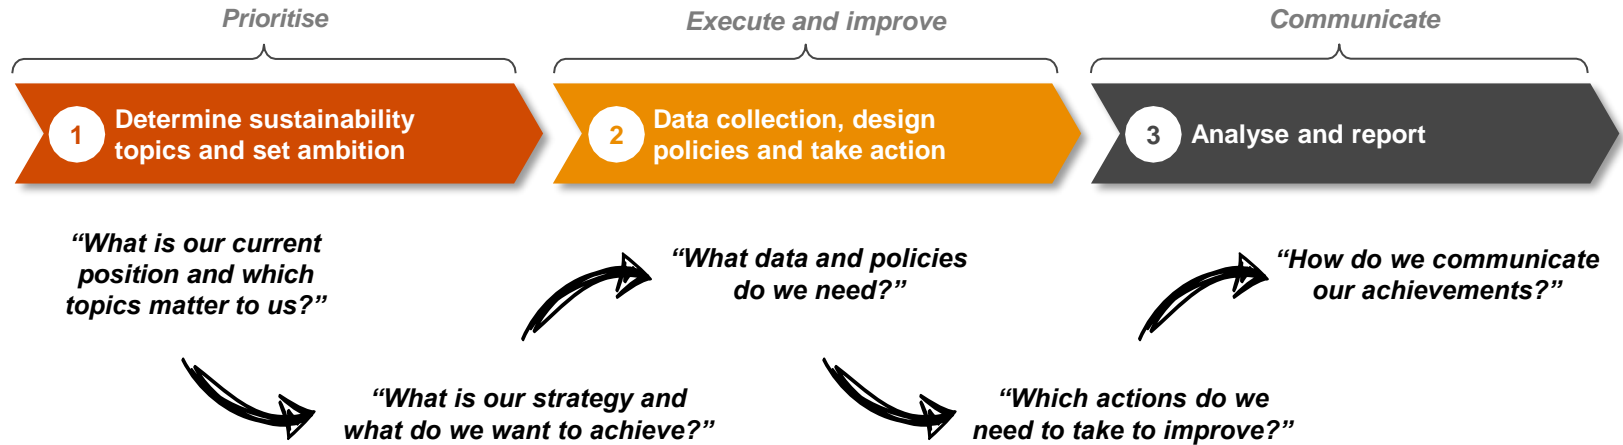 Prioritise
Execute and improve
Communicate
1
Determine sustainability
topics and set ambition
2
Data collection, design
policies and take action
3
Analyse and report
“What is our current
position and which
topics matter to us?”
“What is our strategy and
what do we want to achieve?”
“What data and policies
do we need?”
“Which actions do we
need to take to improve?”
“How do we communicate
our achievements?”